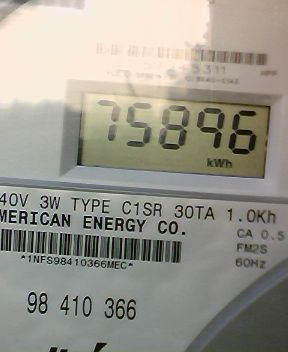 75896
kWh
40V 3W TYPE C1SR 30TA 1.0Kh
MERICAN ENERGY CO.
CA 0.5
FM2S
60Hz
*1NFS98410366MEC*
98 410 366